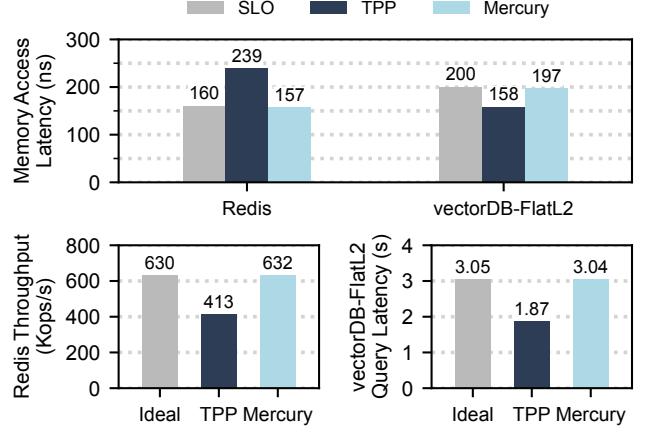 SLO TPP Mercury
Memory Access
Latency (ns)
300
200
100
0
160
239
157
200
158
197
Redis vectorDB-FlatL2
Redis Throughput
(Kops/s)
800
600
400
200
0
630
413
632
Ideal TPP Mercury
vectorDB-FlatL2
Query Latency (s)
4
3
2
1
0
3.05
1.87
3.04
Ideal TPP Mercury